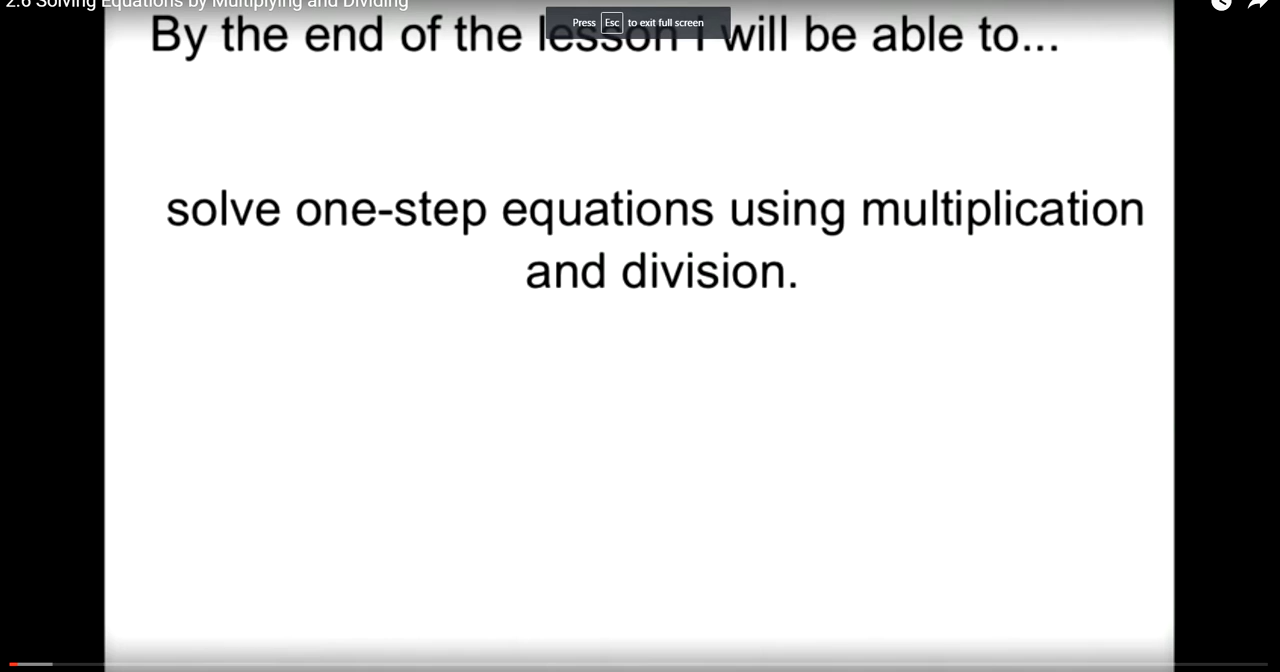 2.6 Solving Equations by Multiplying and Dividing
Press Esc to exit full screen
By the end of the lesson I will be able to...
solve one-step equations using multiplication
and division.